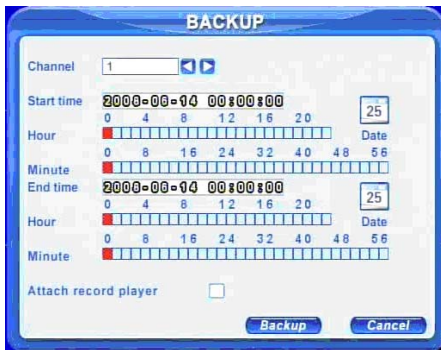 BACKUP
Channel 1
Start time 2008-06-14 00:00:00
25
0 4 8 12 16 20
Hour Date
0 8 16 24 32 40 48 56
Minute
End time 2008-06-14 00:00:00
25
0 4 8 12 16 20
Hour Date
0 8 16 24 32 40 48 56
Minute
Attach record player
Backup Cancel